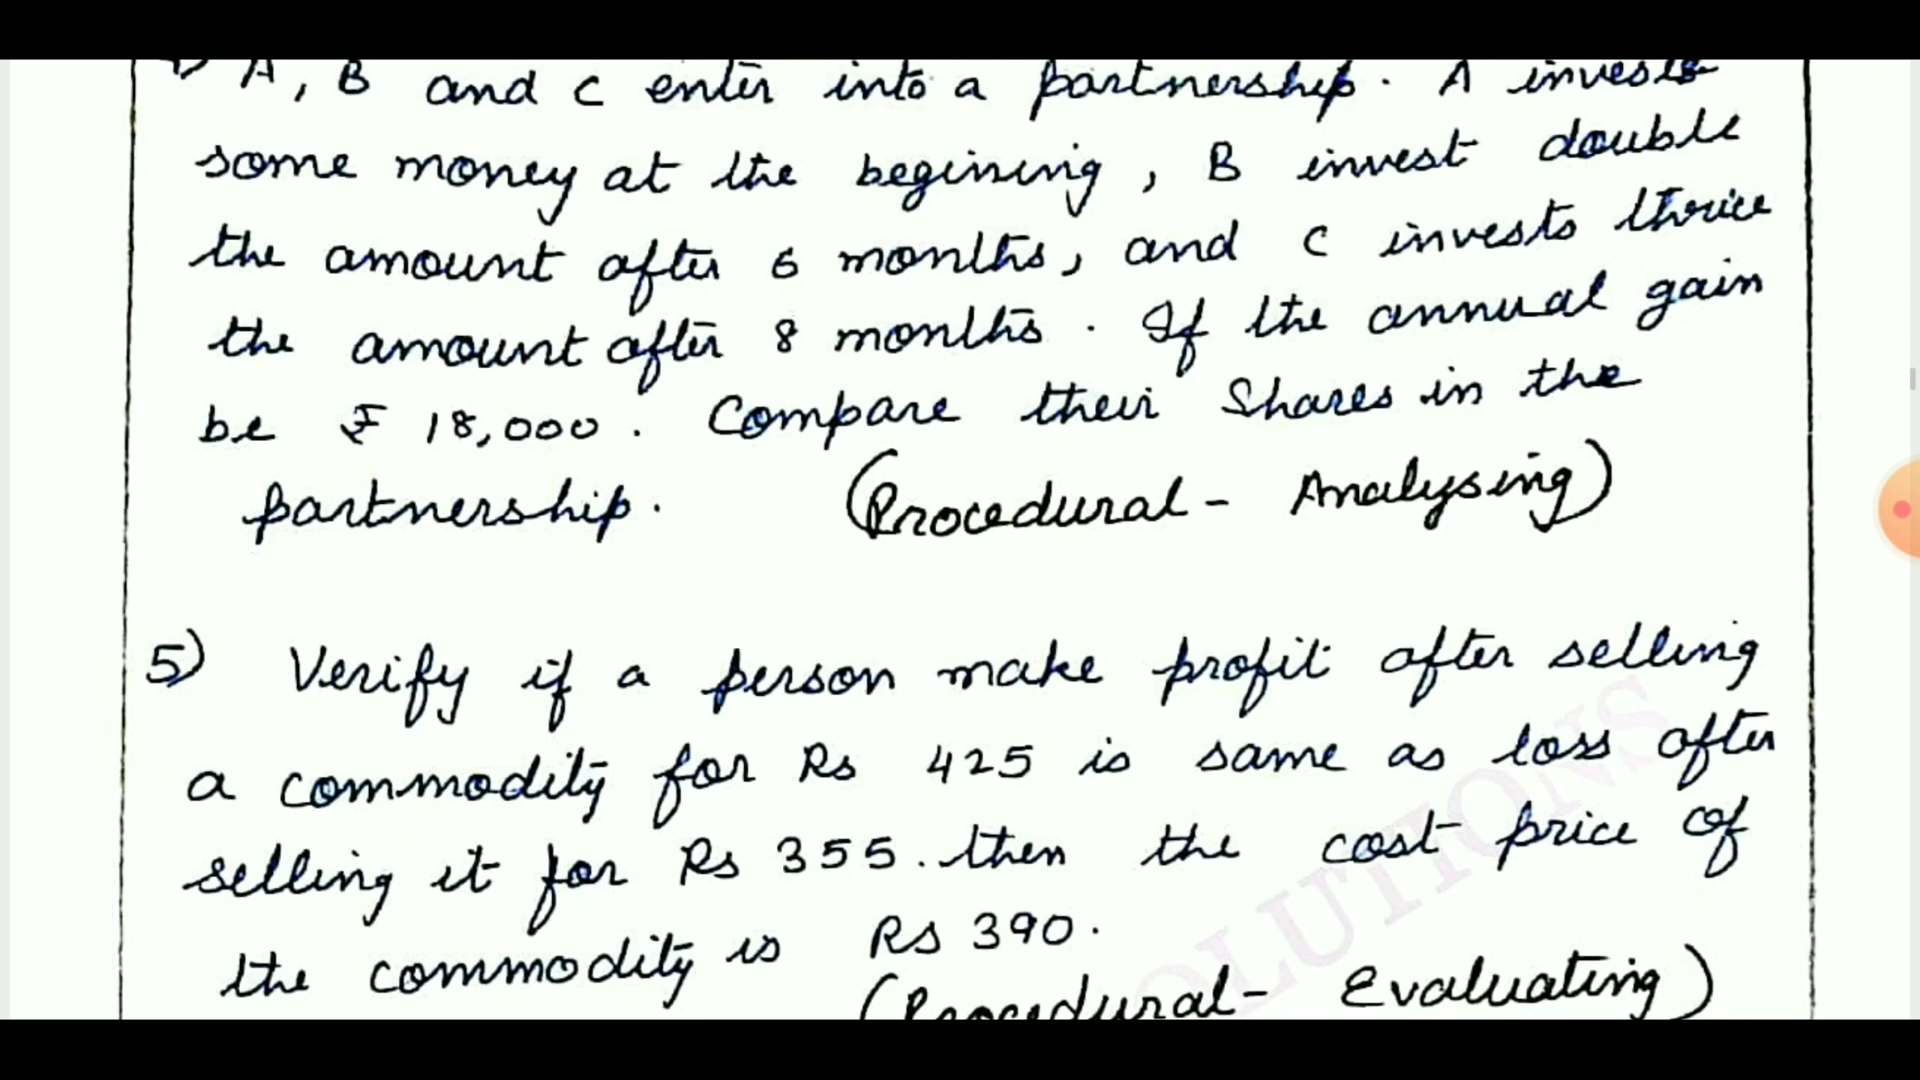 A, B and C enter into a partnership. A invests
some money at the begining, B invest double
the amount after 6 months, and C invests thrice
the amount after 8 months. If the annual gain
be ₹ 18,000. Compare their Shares in the
partnership. (Procedural - Analysing)
5) Verify if a person make profit after selling
a commodity for Rs 425 is same as loss after
selling it for Rs 355. then the cost price of
the commodity is Rs 390.
(Procedural - Evaluating)
OLUTIONS